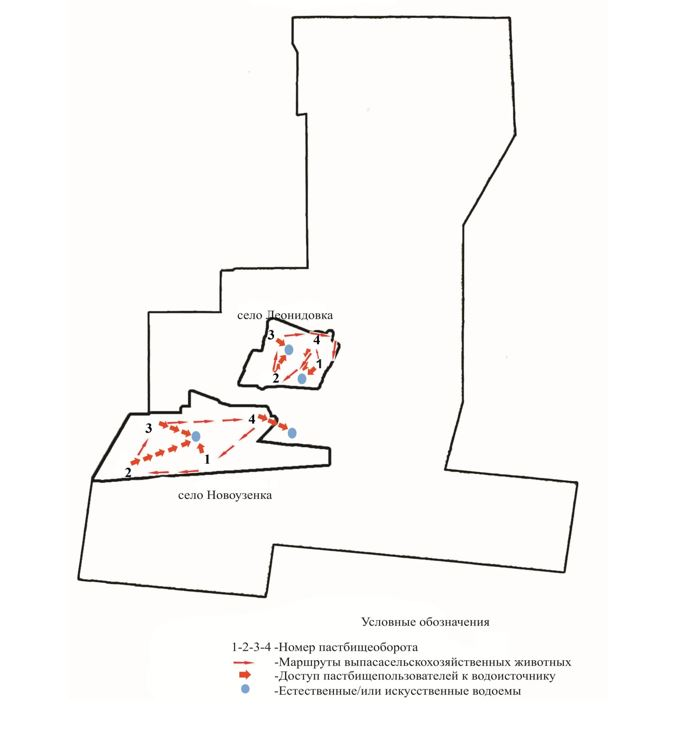 село Леонидовка
3
4
1
2
3
4
1
2
село Новоузенка
Условные обозначения
1-2-3-4 -Номер пастбищеоборота
-Маршруты выпасасельскохозяйственных животных
-Доступ пастбищепользователей к водоисточнику
-Естественные/или искусственные водоемы